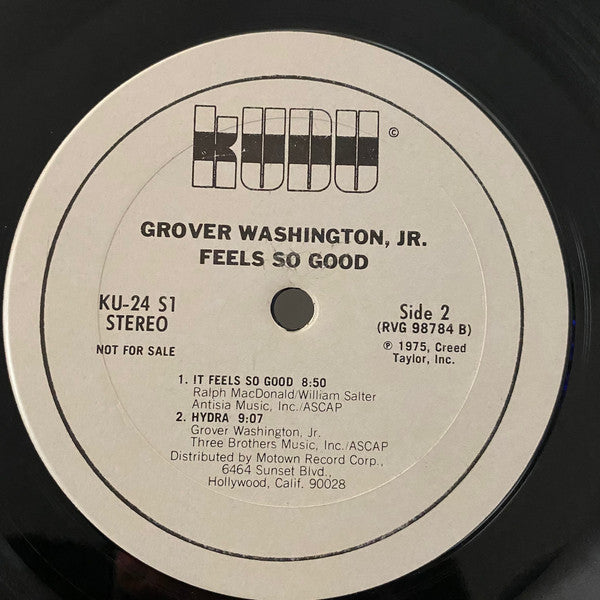 KUDU ©
GROVER WASHINGTON, JR.
FEELS SO GOOD
KU-24 S1
STEREO
NOT FOR SALE
Side 2
(RVG 98784 B)
℗ 1975, Creed
Taylor, Inc.
1. IT FEELS SO GOOD 8:50
Ralph MacDonald/William Salter
Antisia Music, Inc./ASCAP
2. HYDRA 9:07
Grover Washington, Jr.
Three Brothers Music, Inc./ASCAP
Distributed by Motown Record Corp.,
6464 Sunset Blvd.,
Hollywood, Calif. 90028